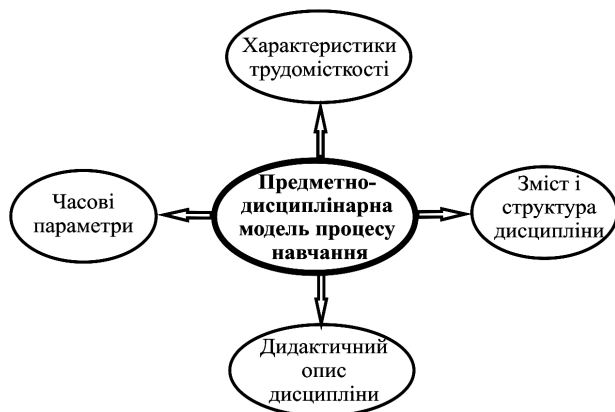 Характеристики
трудомісткості
Часові
параметри
Предметно-
дисциплінарна
модель процесу
навчання
Зміст і
структура
дисципліни
Дидактичний
опис
дисципліни